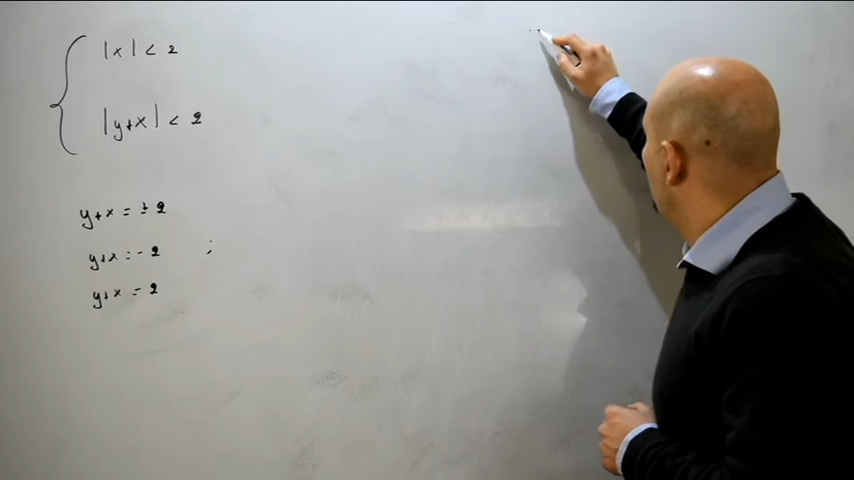 |x| < 2
|y+x| < 2
y+x = ± 2
y+x = - 2 ;
y+x = 2